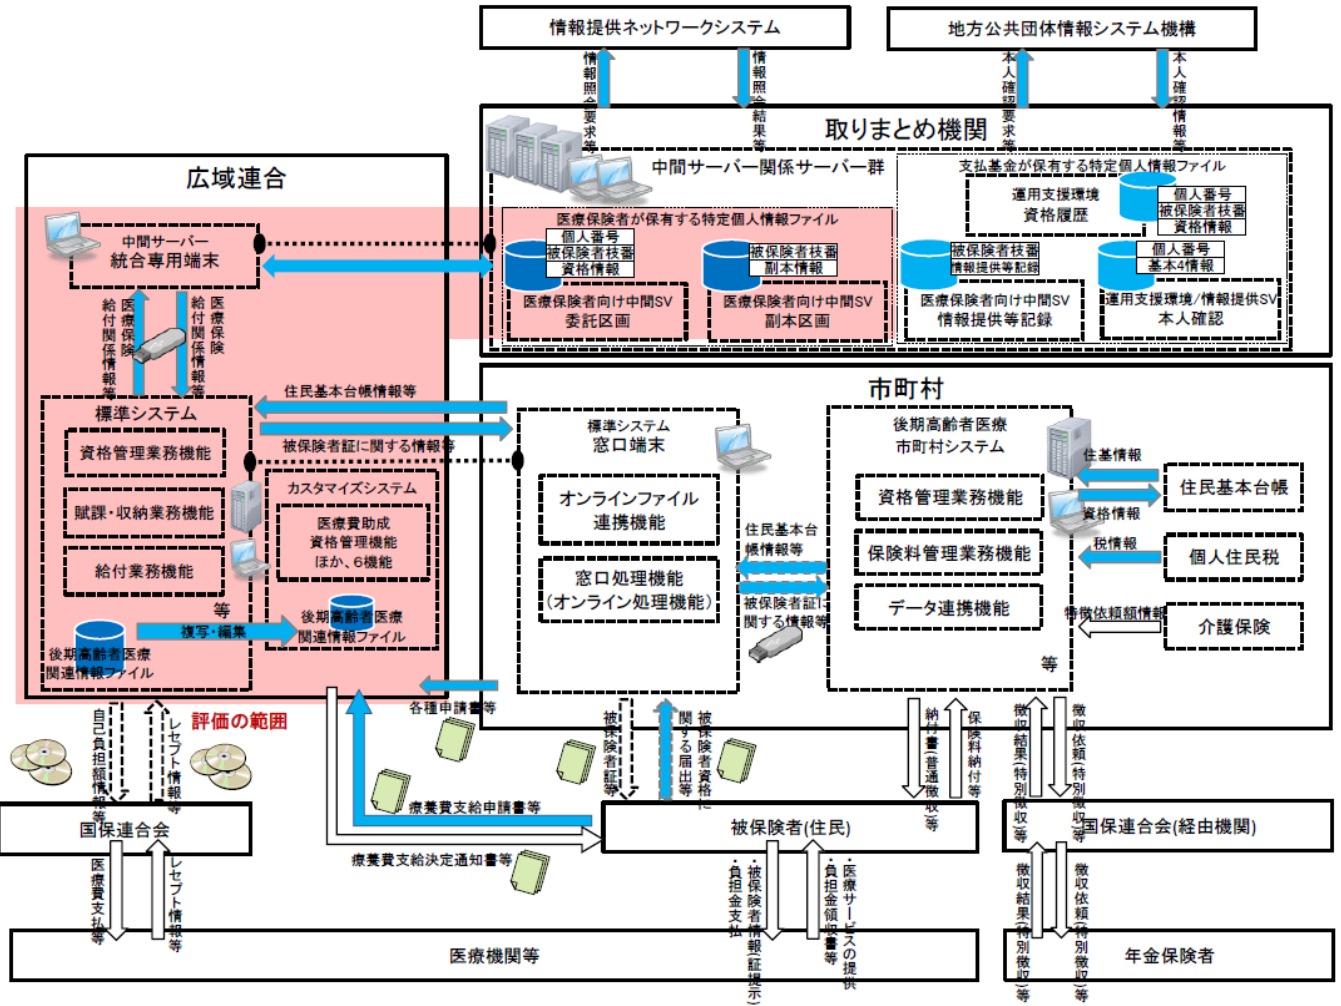 情報提供ネットワークシステム
地方公共団体情報システム機構
情報照会要求等
情報照会結果等
本人確認要求等
本人確認情報等
取りまとめ機関
中間サーバー関係サーバー群
支払基金が保有する特定個人情報ファイル
運用支援環境
資格履歴
個人番号
被保険者枝番
資格情報
医療保険者が保有する特定個人情報ファイル
個人番号
被保険者枝番
資格情報
被保険者枝番
副本情報
被保険者枝番
情報提供等記録
個人番号
基本4情報
医療保険者向け中間SV
委託区画
医療保険者向け中間SV
副本区画
医療保険者向け中間SV
情報提供等記録
運用支援環境/情報提供SV
本人確認
広域連合
中間サーバー
統合専用端末
医療保険
給付関係情報等
医療保険
給付関係情報等
標準システム
資格管理業務機能
賦課・収納業務機能
給付業務機能
等
後期高齢者医療
関連情報ファイル
複写・編集
カスタマイズシステム
医療費助成
資格管理機能
ほか、6機能
後期高齢者医療
関連情報ファイル
住民基本台帳情報等
被保険者証に関する情報等
市町村
標準システム
窓口端末
オンラインファイル
連携機能
窓口処理機能
(オンライン処理機能)
住民基本台
帳情報等
被保険者証に
関する情報等
後期高齢者医療
市町村システム
資格管理業務機能
保険料管理業務機能
データ連携機能
等
住基情報
資格情報
税情報
特徴依頼額情報
住民基本台帳
個人住民税
介護保険
評価の範囲
各種申請書等
自己負担額情報等
レセプト情報等
被保険者証等
被保険者資格に
関する届出等
納付書(普通徴収)等
保険料納付等
徴収結果(特別徴収)等
徴収依頼(特別徴収)等
療養費支給申請書等
療養費支給決定通知書等
国保連合会
被保険者(住民)
国保連合会(経由機関)
医療費支払等
レセプト情報等
・被保険者情報(証提示)
・負担金支払
・医療サービスの提供
・負担金領収書等
徴収結果(特別徴収)等
徴収依頼(特別徴収)等
医療機関等
年金保険者